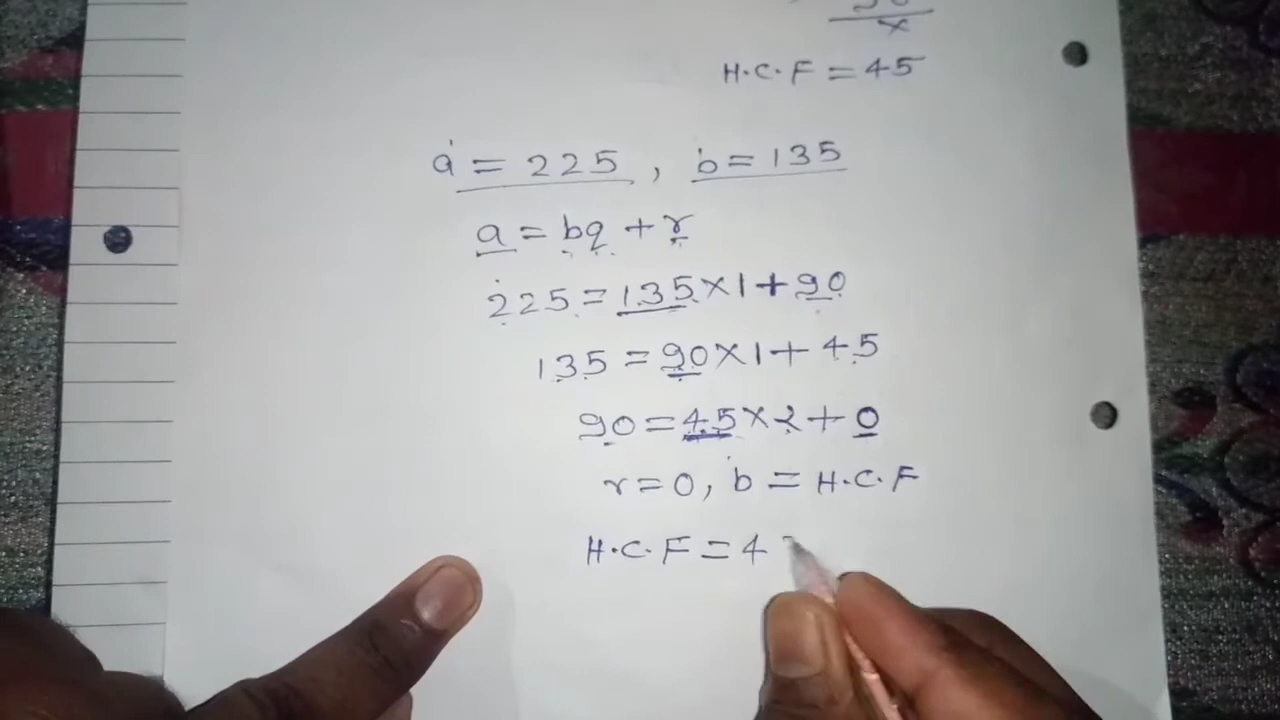 x
H.C.F = 45
a = 225, b = 135
a = bq + r
225 = 135 × 1 + 90
135 = 90 × 1 + 45
90 = 45 × 2 + 0
r = 0, b = H.C.F
H.C.F = 4